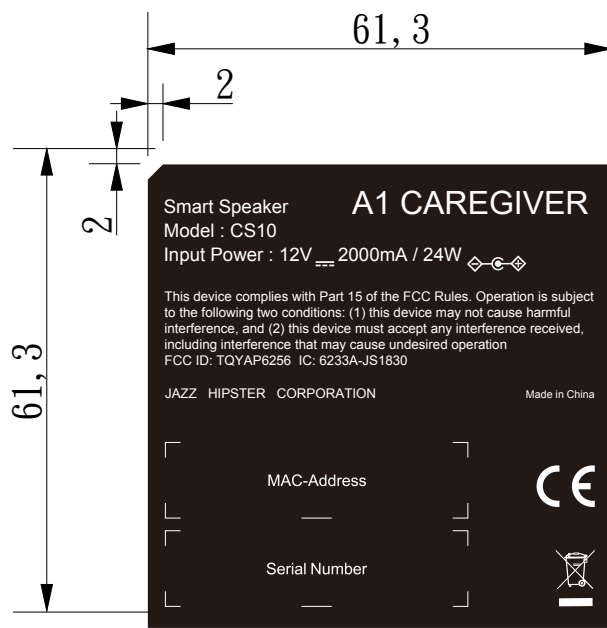 61,3
2
2
61,3
A1 CAREGIVER
Smart Speaker
Model : CS10
Input Power : 12V 2000mA / 24W
This device complies with Part 15 of the FCC Rules. Operation is subject
to the following two conditions: (1) this device may not cause harmful
interference, and (2) this device must accept any interference received,
including interference that may cause undesired operation
FCC ID: TQYAP6256 IC: 6233A-JS1830
JAZZ HIPSTER CORPORATION
Made in China
MAC-Address
CE
Serial Number